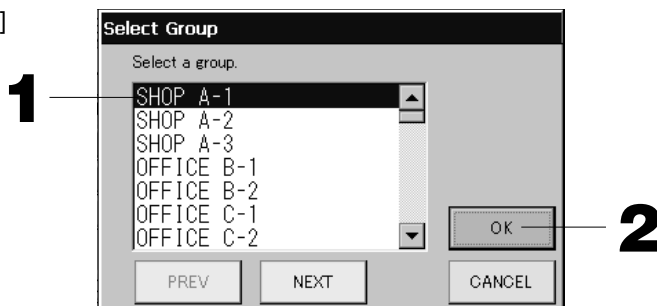 ]
Select Group
Select a group.
1
SHOP A-1
SHOP A-2
SHOP A-3
OFFICE B-1
OFFICE B-2
OFFICE C-1
OFFICE C-2
OK
2
PREV
NEXT
CANCEL